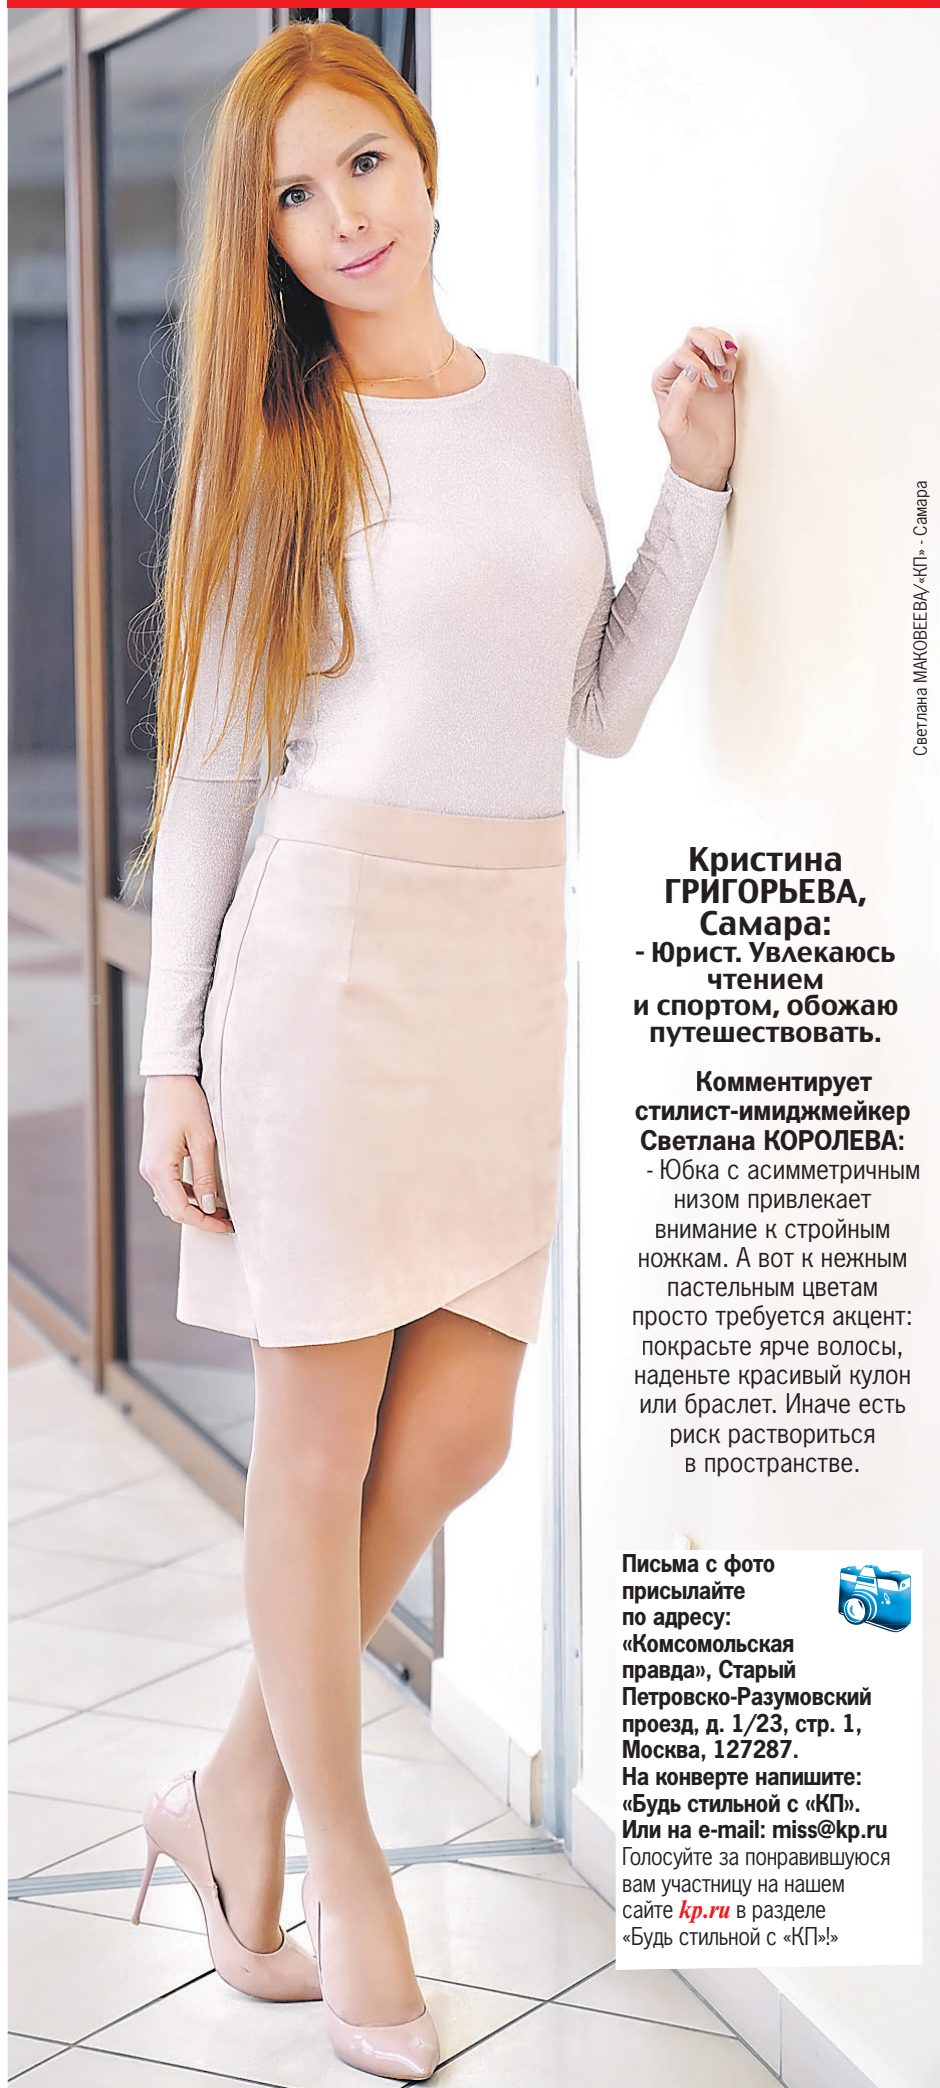 Светлана МАКОВЕЕВА/«КП» - Самара
Кристина
ГРИГОРЬЕВА,
Самара:
- Юрист. Увлекаюсь
чтением
и спортом, обожаю
путешествовать.
Комментирует
стилист-имиджмейкер
Светлана КОРОЛЕВА:
- Юбка с асимметричным
низом привлекает
внимание к стройным
ножкам. А вот к нежным
пастельным цветам
просто требуется акцент:
покрасьте ярче волосы,
наденьте красивый кулон
или браслет. Иначе есть
риск раствориться
в пространстве.
Письма с фото
присылайте
по адресу:
«Комсомольская
правда», Старый
Петровско-Разумовский
проезд, д. 1/23, стр. 1,
Москва, 127287.
На конверте напишите:
«Будь стильной с «КП».
Или на e-mail: miss@kp.ru
Голосуйте за понравившуюся
вам участницу на нашем
сайте kp.ru в разделе
«Будь стильной с «КП»!»